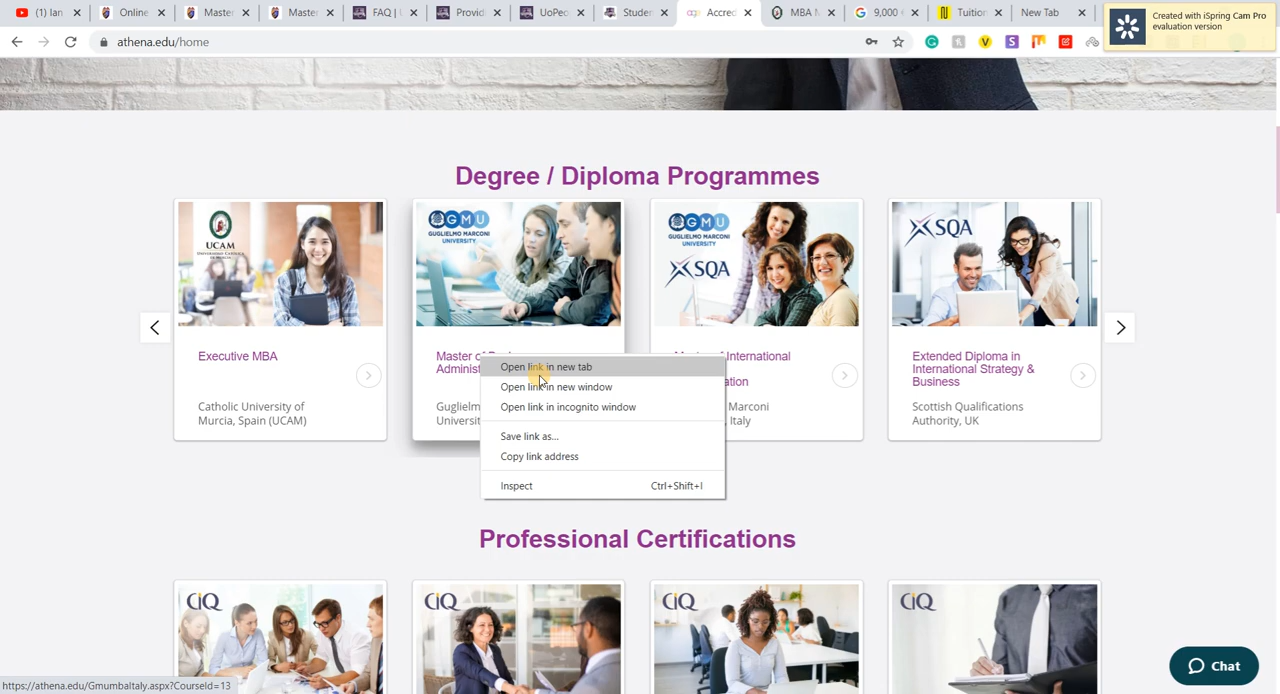 (1) Ian
Online
Master
Master
FAQ | U
Provid
UoPeo
Studen
Accred
MBA M
9,000
Tuition
New Tab
Created with iSpring Cam Pro
evaluation version
athena.edu/home
Degree / Diploma Programmes
UCAM
GMU
GUGLIELMO MARCONI
UNIVERSITY
GMU
GUGLIELMO MARCONI
UNIVERSITY
SQA
SQA
Executive MBA
Catholic University of
Murcia, Spain (UCAM)
Master of
Administ
Guglielm
Universit
International
ation
Marconi
, Italy
Extended Diploma in
International Strategy &
Business
Scottish Qualifications
Authority, UK
Open link in new tab
Open link in new window
Open link in incognito window
Save link as...
Copy link address
Inspect Ctrl+Shift+I
Professional Certifications
CIQ
CIQ
CIQ
CIQ
Chat
https://athena.edu/Gmumbaltaly.aspx?CourseId=13